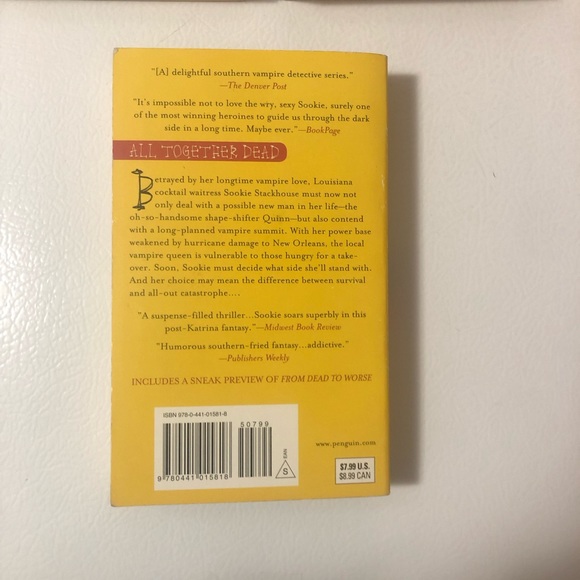 "[A] delightful southern vampire detective series."
—The Denver Post
"It's impossible not to love the wry, sexy Sookie, surely one
of the most winning heroines to guide us through the dark
side in a long time. Maybe ever."—BookPage
ALL TOGETHER DEAD
Betrayed by her longtime vampire love, Louisiana
cocktail waitress Sookie Stackhouse must now not
only deal with a possible new man in her life—the
oh-so-handsome shape-shifter Quinn—but also contend
with a long-planned vampire summit. With her power base
weakened by hurricane damage to New Orleans, the local
vampire queen is vulnerable to those hungry for a take-
over. Soon, Sookie must decide what side she'll stand with.
And her choice may mean the difference between survival
and all-out catastrophe....
"A suspense-filled thriller...Sookie soars superbly in this
post-Katrina fantasy."—Midwest Book Review
"Humorous southern-fried fantasy...addictive."
—Publishers Weekly
INCLUDES A SNEAK PREVIEW OF FROM DEAD TO WORSE
ISBN 978-0-441-01581-8
50799
9 780441 015818
S
EAN
www.penguin.com
$7.99 U.S.
$8.99 CAN